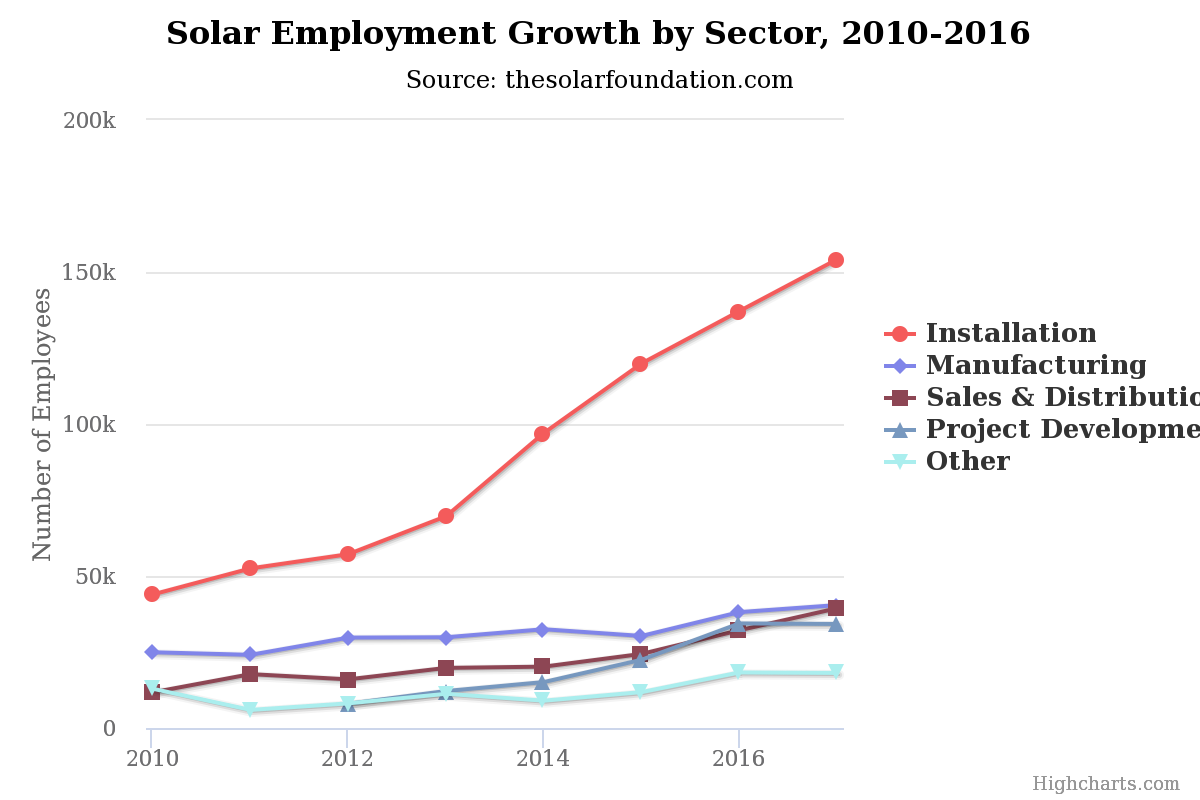 Solar Employment Growth by Sector, 2010-2016
Source: thesolarfoundation.com
Number of Employees
200k
150k
100k
50k
0
2010
2012
2014
2016
Installation
Manufacturing
Sales & Distributio
Project Developme
Other
Highcharts.com